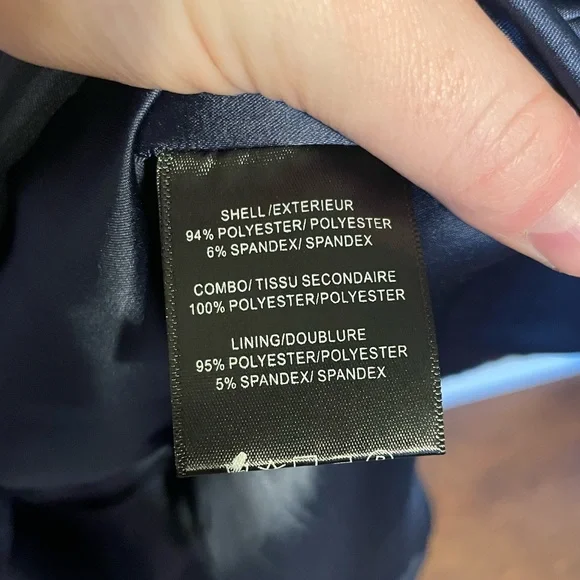 SHELL/EXTERIEUR
94% POLYESTER/ POLYESTER
6% SPANDEX/ SPANDEX
COMBO/ TISSU SECONDAIRE
100% POLYESTER/POLYESTER
LINING/DOUBLURE
95% POLYESTER/POLYESTER
5% SPANDEX/ SPANDEX